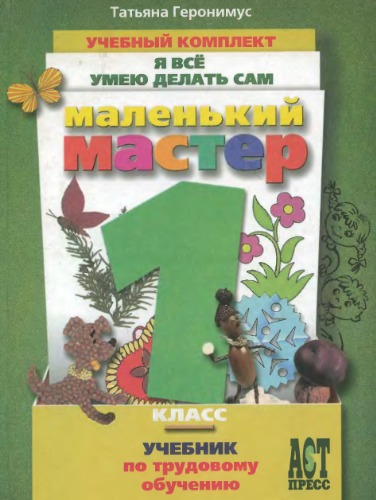 Татьяна Геронимус
УЧЕБНЫЙ КОМПЛЕКТ
Я ВСЁ
УМЕЮ ДЕЛАТЬ САМ
маленький
мастер
1
КЛАСС
УЧЕБНИК
по трудовому
обучению
АСТ
ПРЕСС